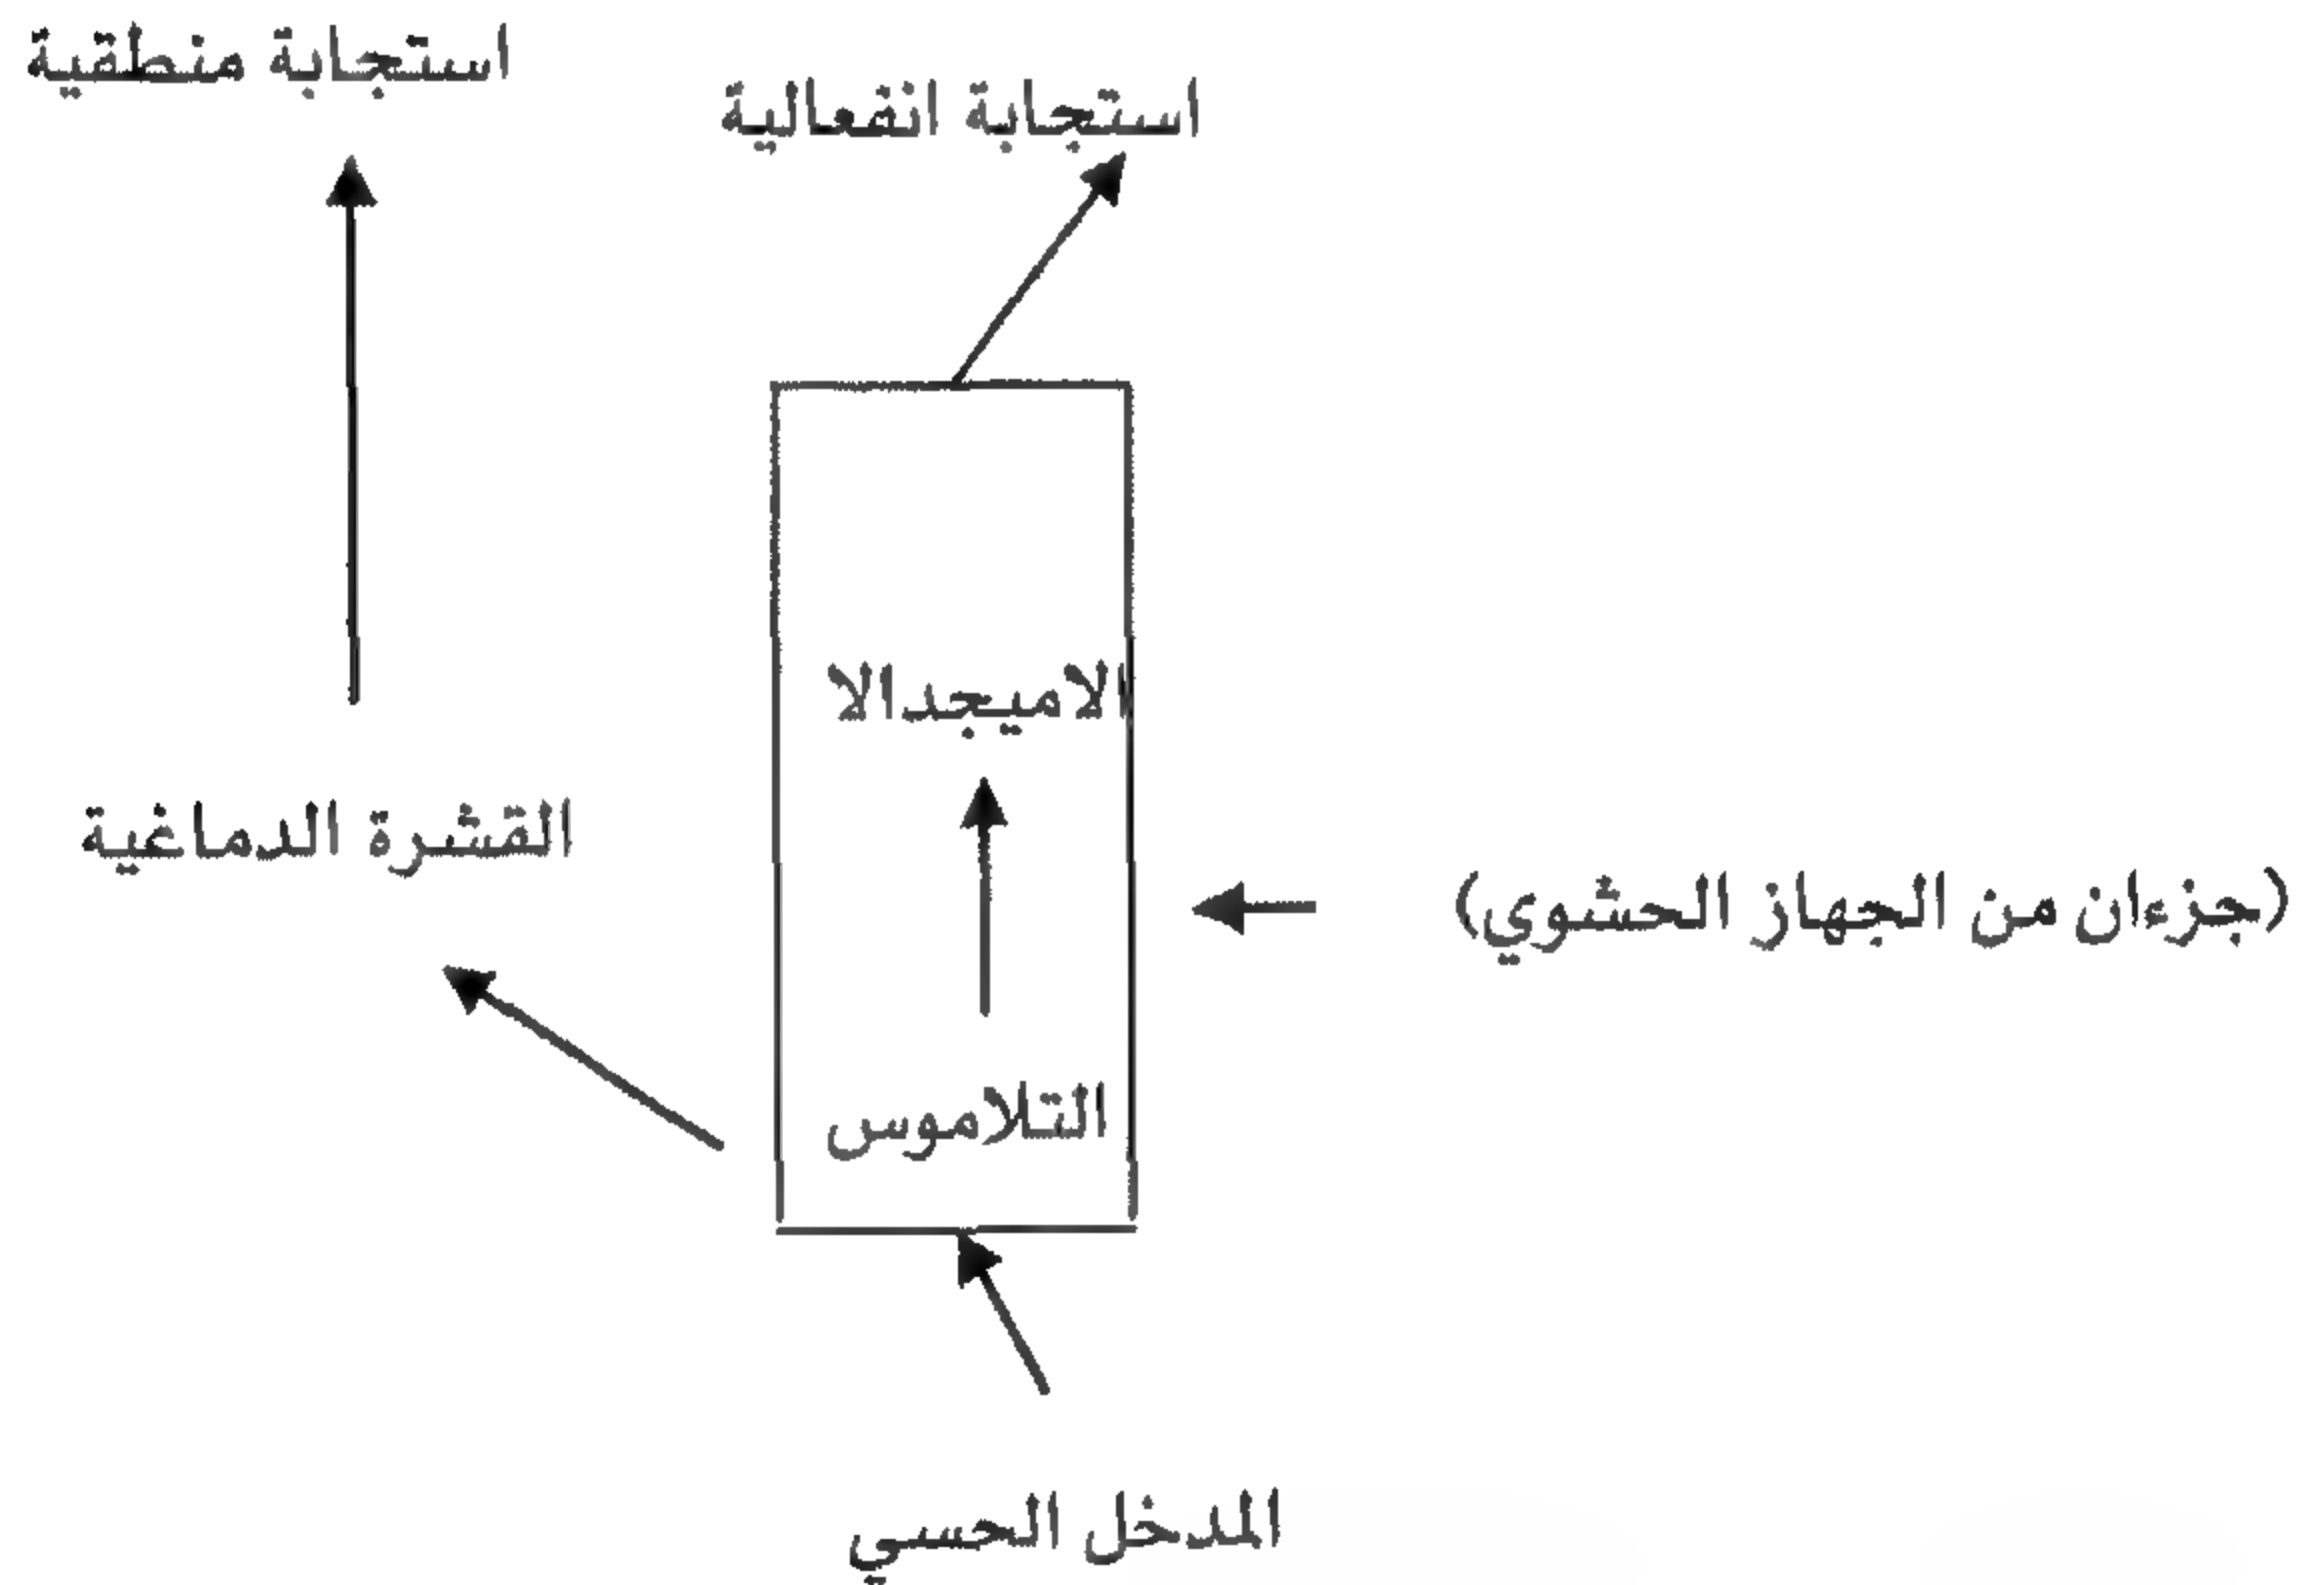 استجابة منطقية
استجابة انفعالية
الاميجدالا
القشرة الدماغية
(جزءان من الجهاز الحشوي)
التلاموس
المدخل الحسي